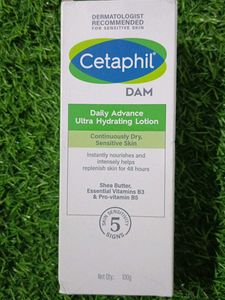 DERMATOLOGIST
RECOMMENDED
FOR SENSITIVE SKIN
Cetaphil
DAM
Daily Advance
Ultra Hydrating Lotion
Continuously Dry,
Sensitive Skin
Instantly nourishes and
intensely helps
replenish skin for 48 hours
Shea Butter,
Essential Vitamins B3
& Pro-vitamin B5
SKIN SENSITIVITY
5
SIGNS
Net Qty.: 100g